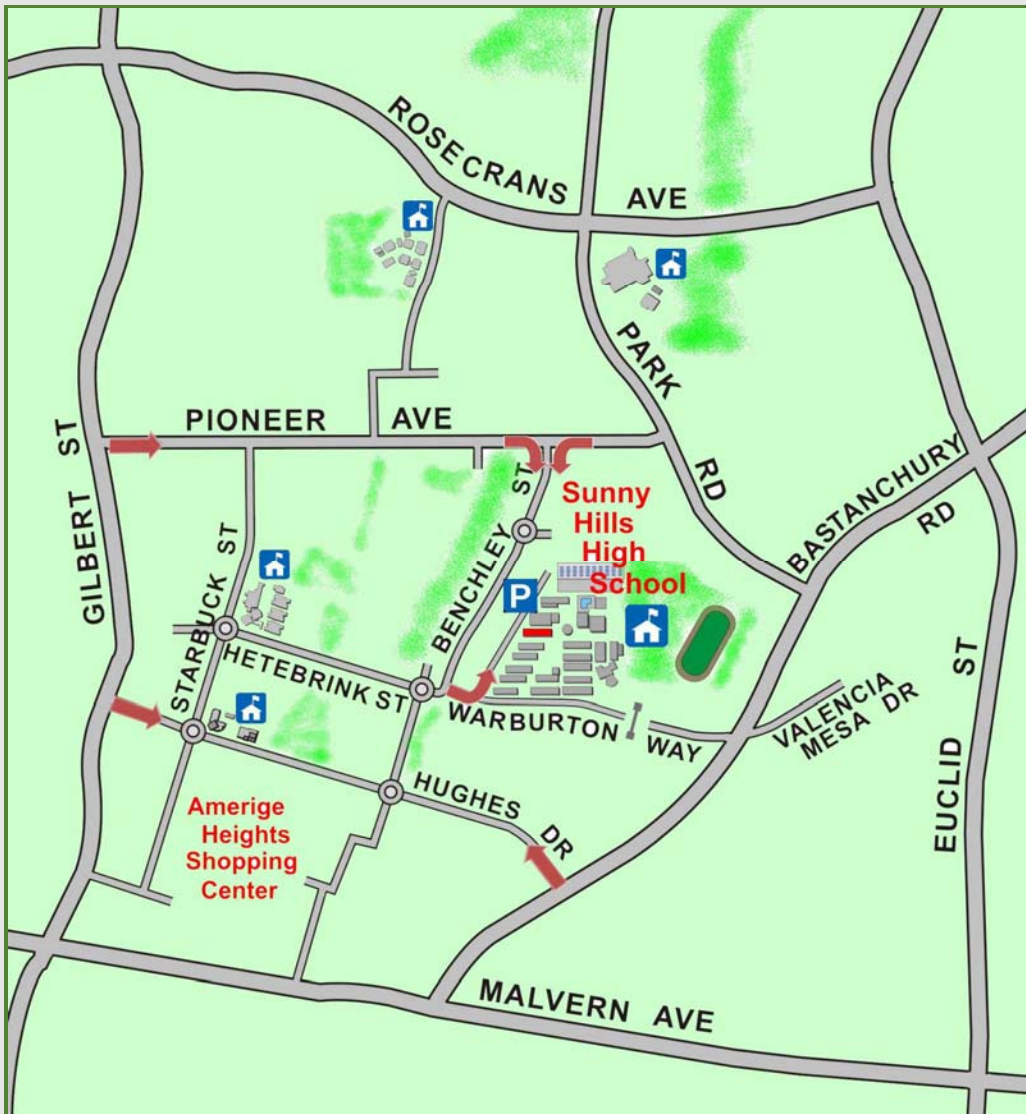 ROSECRANS AVE
PARK RD
PIONEER AVE
GILBERT ST
BASTANCHURY RD
Sunny
Hills
High
School
BENCHLEY ST
STARBUCK ST
P
HETEBRINK ST
WARBURTON WAY
VALENCIA
MESA DR
EUCLID ST
HUGHES DR
Amerige
Heights
Shopping
Center
MALVERN AVE